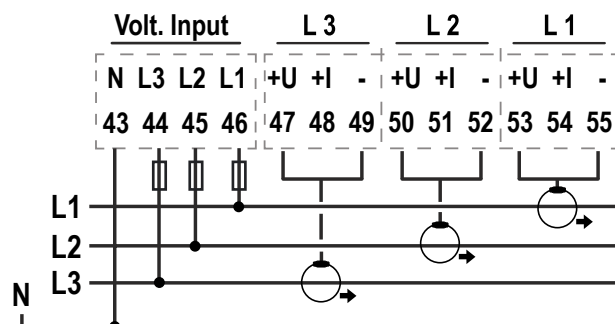 Volt. Input L 3 L 2 L 1
N L3 L2 L1 +U +I - +U +I - +U +I -
43 44 45 46 47 48 49 50 51 52 53 54 55
L1
L2
L3
N